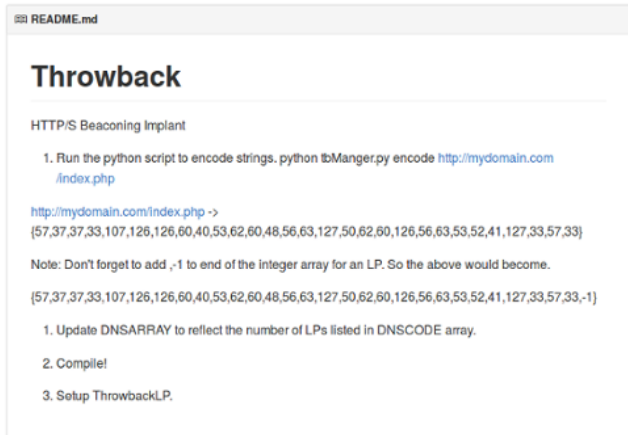 README.md
Throwback
HTTP/S Beaconing Implant
1. Run the python script to encode strings. python tbManger.py encode http://mydomain.com
/index.php
http://mydomain.com/index.php ->
{57,37,37,33,107,126,126,60,40,53,62,60,48,56,63,127,50,62,60,126,56,63,53,52,41,127,33,57,33}
Note: Don't forget to add ,-1 to end of the integer array for an LP. So the above would become.
{57,37,37,33,107,126,126,60,40,53,62,60,48,56,63,127,50,62,60,126,56,63,53,52,41,127,33,57,33,-1}
1. Update DNSARRAY to reflect the number of LPs listed in DNSCODE array.
2. Compile!
3. Setup ThrowbackLP.